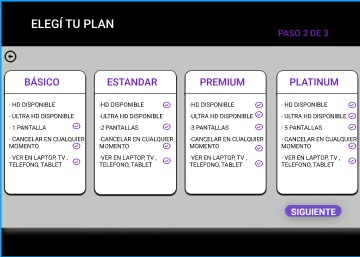 ELEGÍ TU PLAN
PASO 2 DE 3
BÁSICO
- HD DISPONIBLE
- ULTRA HD DISPONIBLE
- 1 PANTALLA
- CANCELAR EN CUALQUIER
MOMENTO
- VER EN LAPTOP, TV ,
TELEFONO, TABLET
ESTANDAR
-HD DISPONIBLE
-ULTRA HD DISPONIBLE
-2 PANTALLAS
- CANCELAR EN CUALQUIER
MOMENTO
- VER EN LAPTOP, TV ,
TELEFONO, TABLET
PREMIUM
-HD DISPONIBLE
-ULTRA HD DISPONIBLE
-3 PANTALLAS
- CANCELAR EN CUALQUIER
MOMENTO
- VER EN LAPTOP, TV ,
TELEFONO, TABLET
PLATINUM
- HD DISPONIBLE
- ULTRA HD DISPONIBLE
- 5 PANTALLAS
- CANCELAR EN CUALQUIER
MOMENTO
- VER EN LAPTOP, TV ,
TELEFONO, TABLET
SIGUIENTE